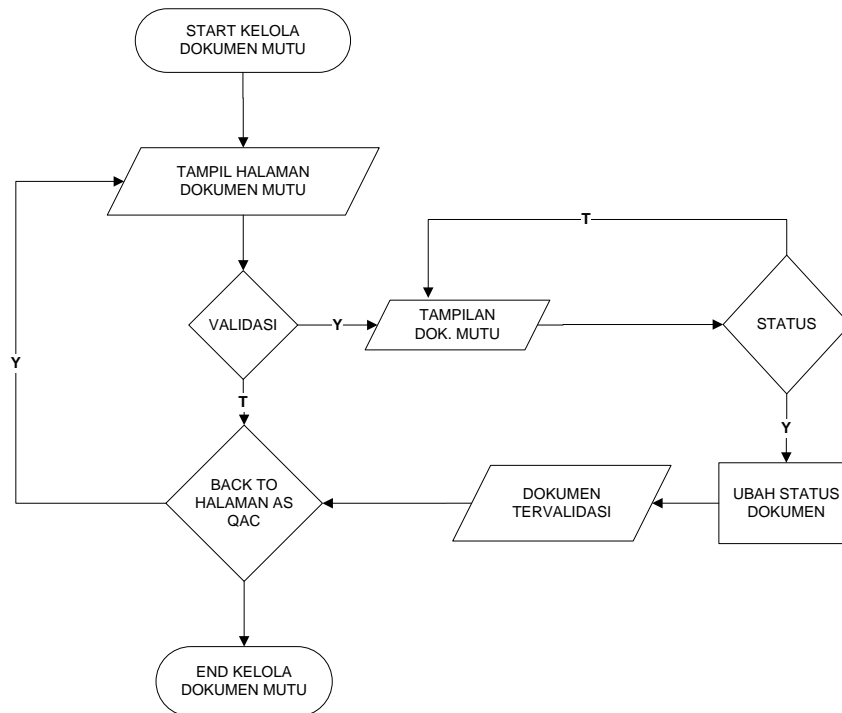 START KELOLA
DOKUMEN MUTU
TAMPIL HALAMAN
DOKUMEN MUTU
T
VALIDASI
Y
TAMPILAN
DOK. MUTU
STATUS
Y
T
Y
BACK TO
HALAMAN AS
QAC
DOKUMEN
TERVALIDASI
UBAH STATUS
DOKUMEN
END KELOLA
DOKUMEN MUTU